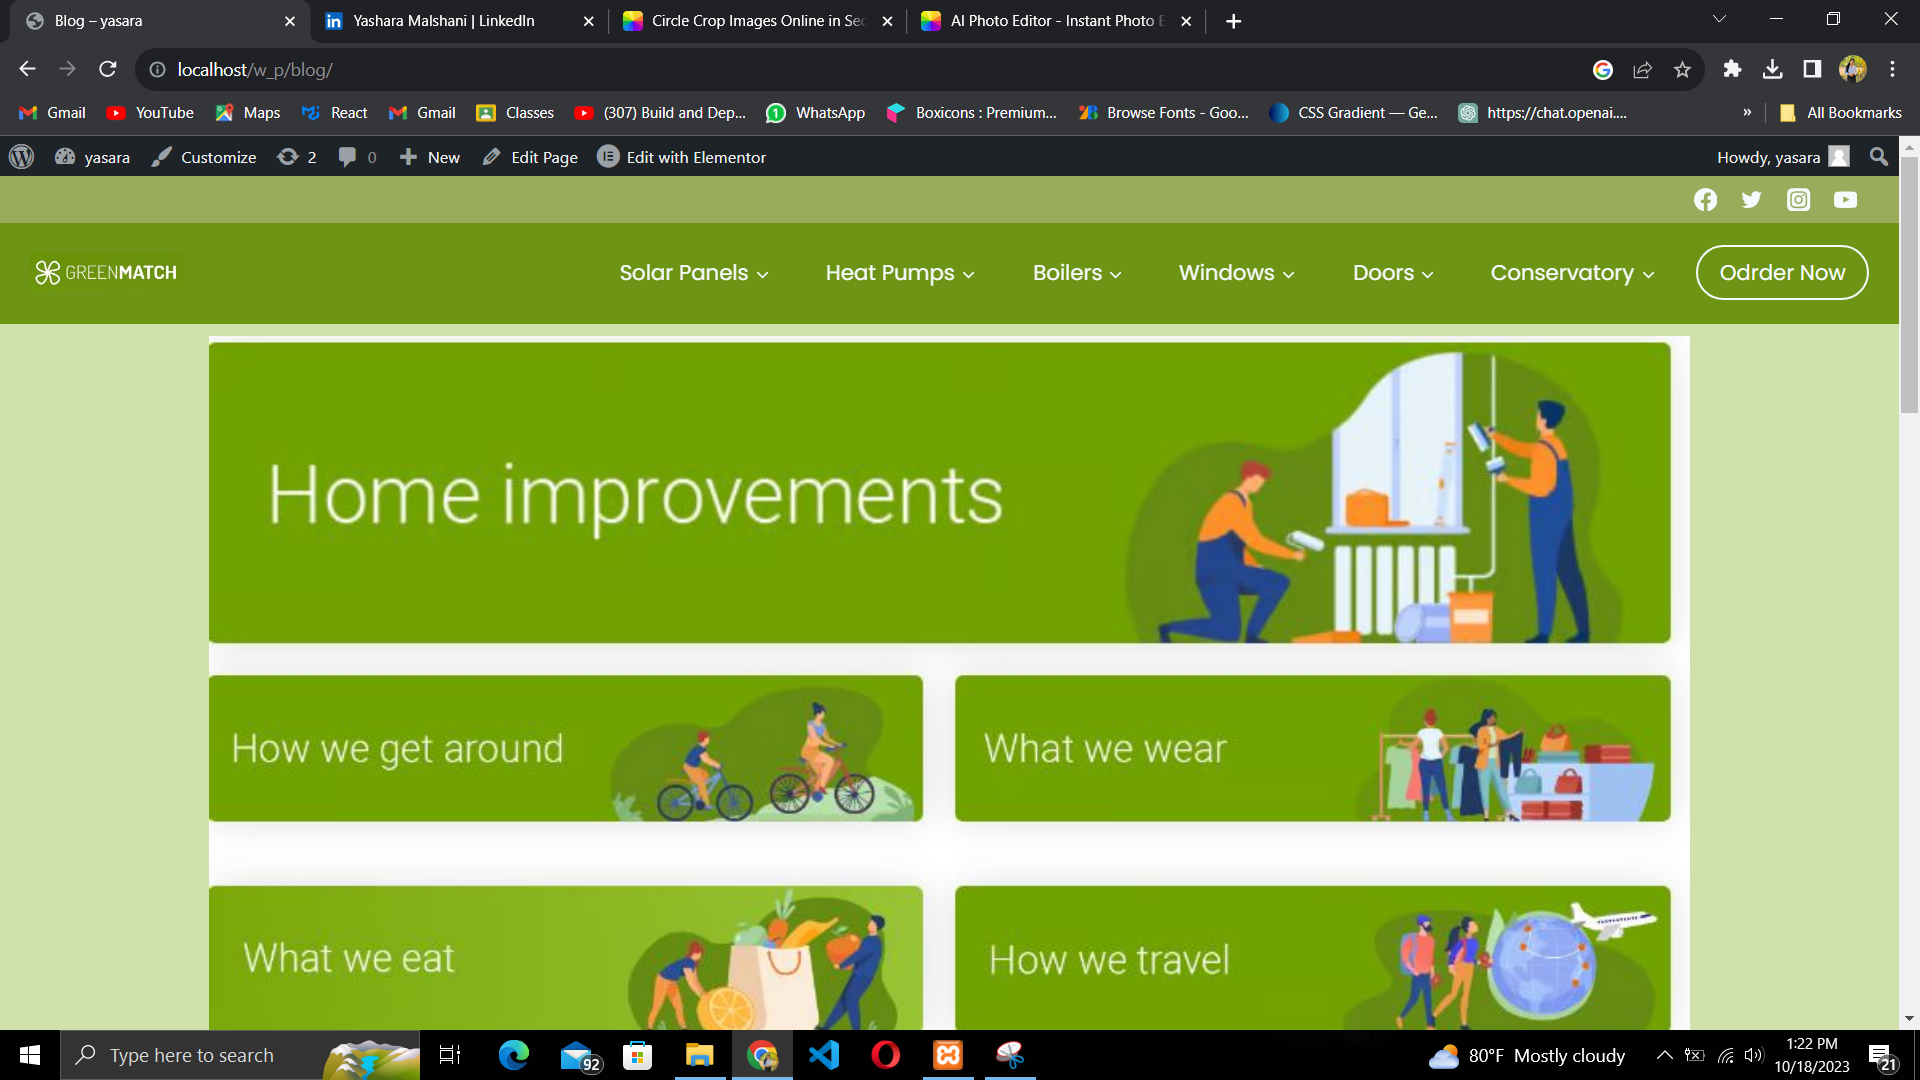 Blog – yasara
Yashara Malshani | LinkedIn
Circle Crop Images Online in Sec
AI Photo Editor - Instant Photo E
localhost/w_p/blog/
Gmail YouTube Maps React Gmail Classes (307) Build and Dep... WhatsApp Boxicons : Premium... Browse Fonts - Goo... CSS Gradient — Ge... https://chat.openai.... » All Bookmarks
yasara Customize 2 0 New Edit Page Edit with Elementor Howdy, yasara
GREENMATCH Solar Panels Heat Pumps Boilers Windows Doors Conservatory Odrder Now
Home improvements
How we get around What we wear
What we eat How we travel
Type here to search 92 80°F Mostly cloudy 1:22 PM
10/18/2023 21